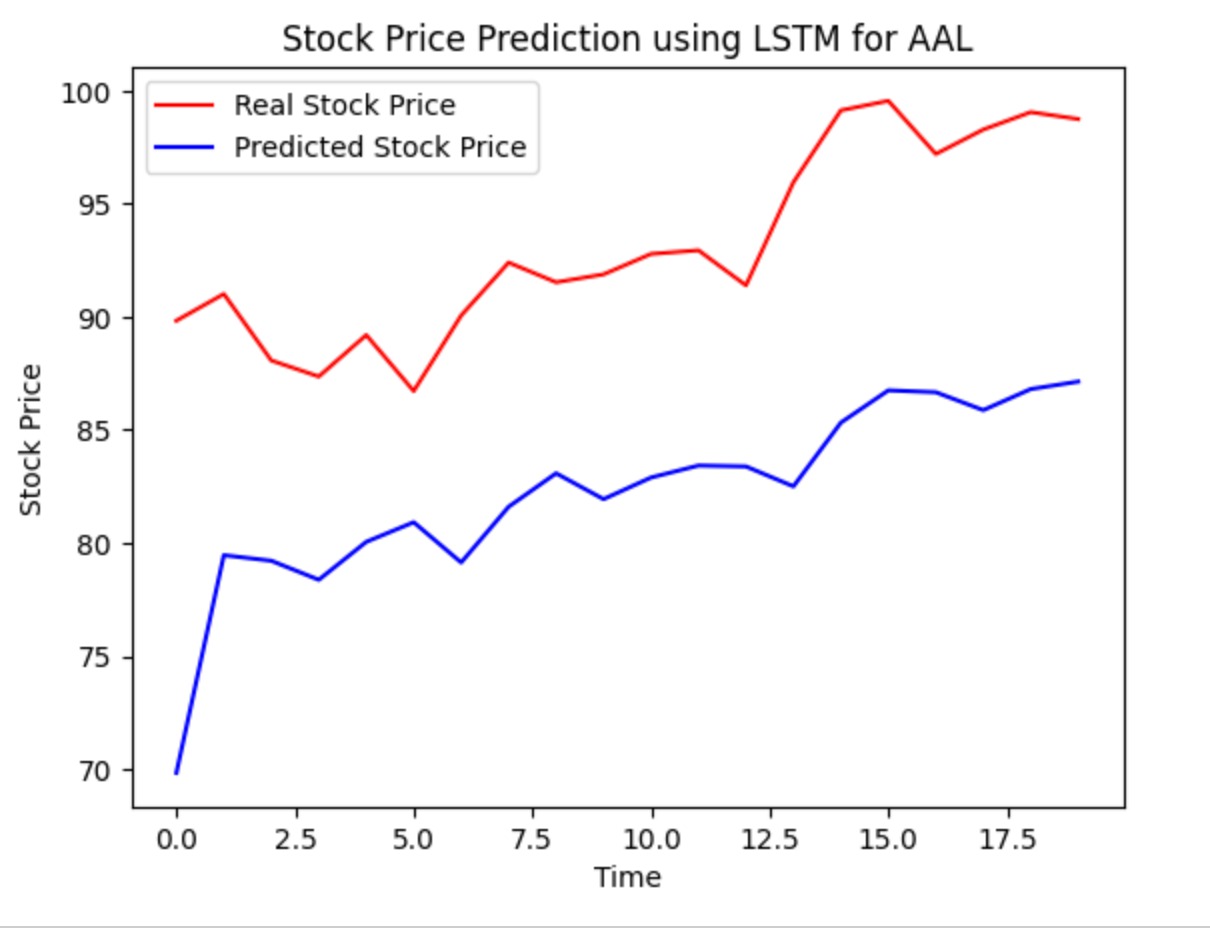 Stock Price Prediction using LSTM for AAL
Real Stock Price
Predicted Stock Price
100
95
90
85
80
75
70
Stock Price
0.0 2.5 5.0 7.5 10.0 12.5 15.0 17.5
Time